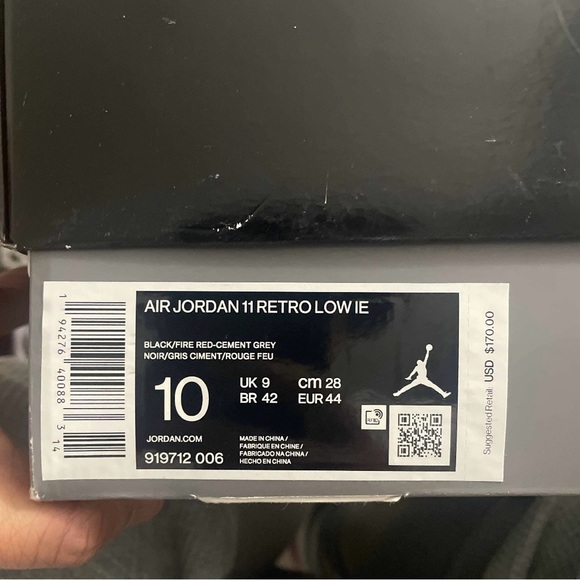 AIR JORDAN 11 RETRO LOW IE
BLACK/FIRE RED-CEMENT GREY
NOIR/GRIS CIMENT/ROUGE FEU
10
UK 9 cm 28
BR 42 EUR 44
JORDAN.COM
919712 006
MADE IN CHINA /
FABRIQUE EN CHINE /
FABRICADO NA CHINA /
HECHO EN CHINA
1 94276 40088 3 14
Suggested Retail: USD $170.00